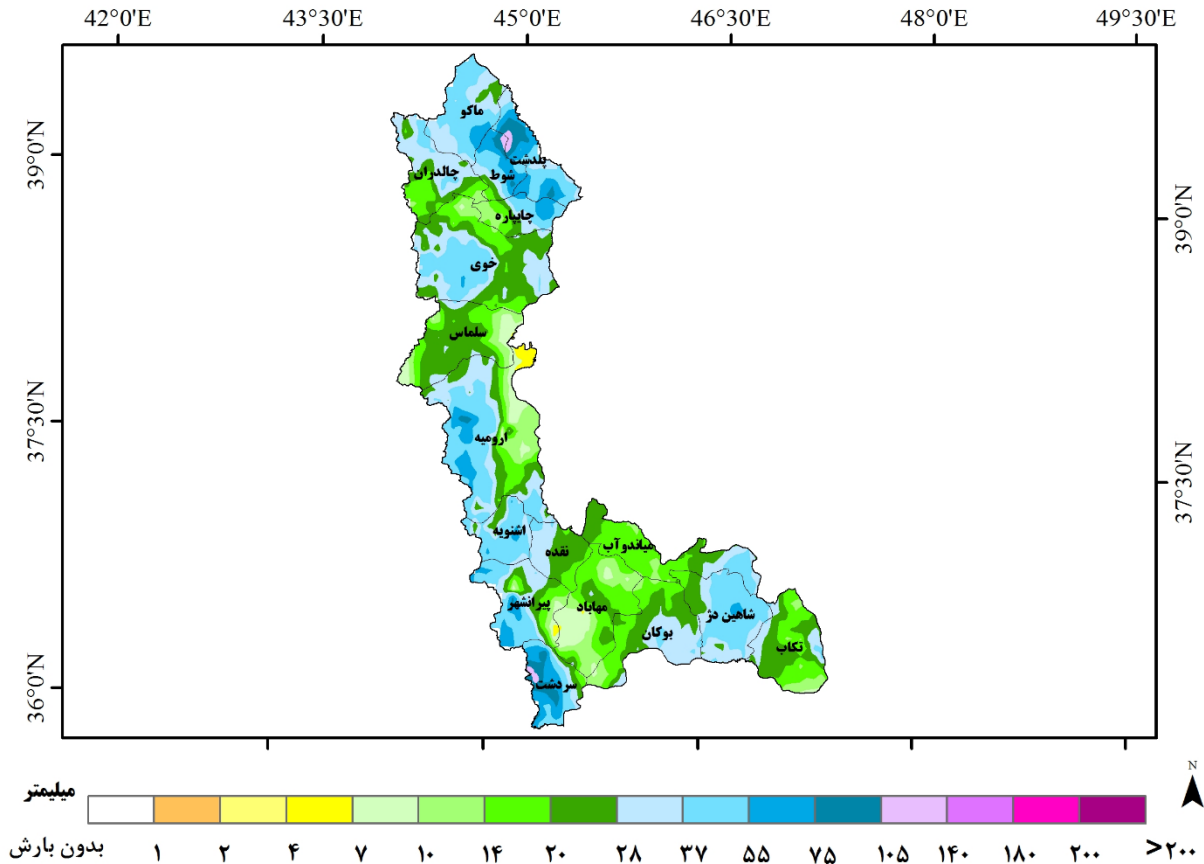 42°0'E 43°30'E 45°0'E 46°30'E 48°0'E 49°30'E
39°0'N
39°0'N
37°30'N
37°30'N
36°0'N
36°0'N
ماکو
پلدشت
چالدران
شوط
چایپاره
خوی
سلماس
ارومیه
اشنویه
نقده
میاندوآب
پیرانشهر
مهاباد
بوکان
شاهین دژ
تکاب
سردشت
N
میلیمتر
بدون بارش ۱ ۲ ۴ ۷ ۱۰ ۱۴ ۲۰ ۲۸ ۳۷ ۵۵ ۷۵ ۱۰۵ ۱۴۰ ۱۸۰ ۲۰۰ >۲۰۰